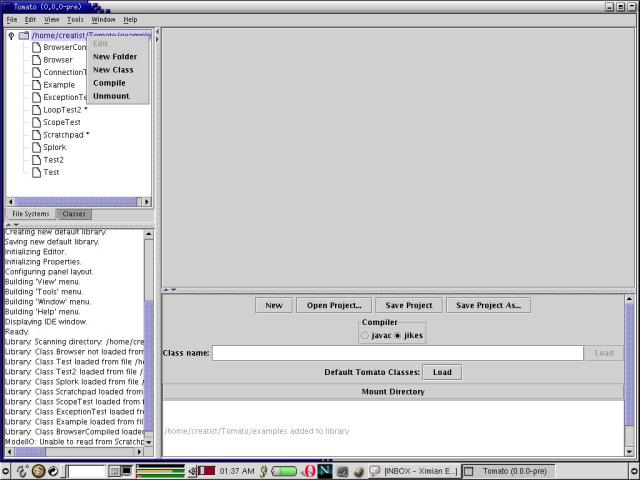 Tomato (0.0.0-pre)
File Edit View Tools Window Help
/home/creatist/Tomato/example
Edit
New Folder
New Class
Compile
Unmount
BrowserCon
Browser
ConnectionT
Example
ExceptionTe
LoopTest2 *
ScopeTest
Scratchpad *
Splork
Test2
Test
File Systems Classes
Creating new default library.
Saving new default library.
Initializing Editor.
Initializing Properties.
Configuring panel layout.
Building 'View' menu.
Building 'Tools' menu.
Building 'Window' menu.
Building 'Help' menu.
Displaying IDE window.
Ready.
Library: Scanning directory: /home/cre
Library: Class Browser not loaded from
Library: Class Test loaded from file /h
Library: Class Test2 loaded from file /
Library: Class Splork loaded from file /
Library: Class Scratchpad loaded from
Library: Class ScopeTest loaded from f
Library: Class ExceptionTest loaded fr
Library: Class Example loaded from fil
Library: Class BrowserCompiled loaded
ModelIO: Unable to read from Scratchp
New Open Project... Save Project Save Project As...
Compiler
javac jikes
Class name: Load
Default Tomato Classes: Load
Mount Directory
/home/creatist/Tomato/examples added to library
01:37 AM N [INBOX - Ximian E...] Tomato (0.0.0-pre)